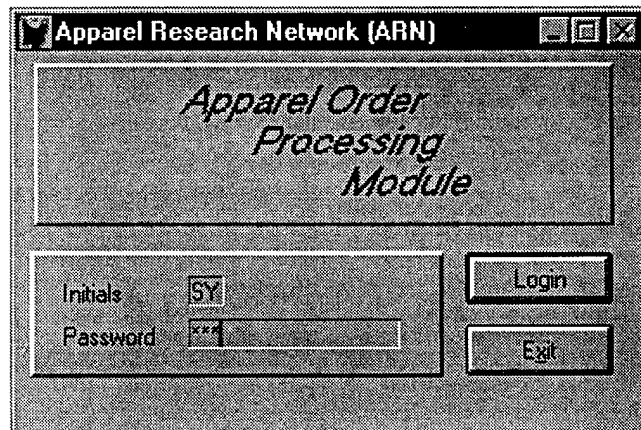 Apparel Research Network (ARN)
Apparel Order
Processing
Module
Initials SY
Password ***
Login
Exit